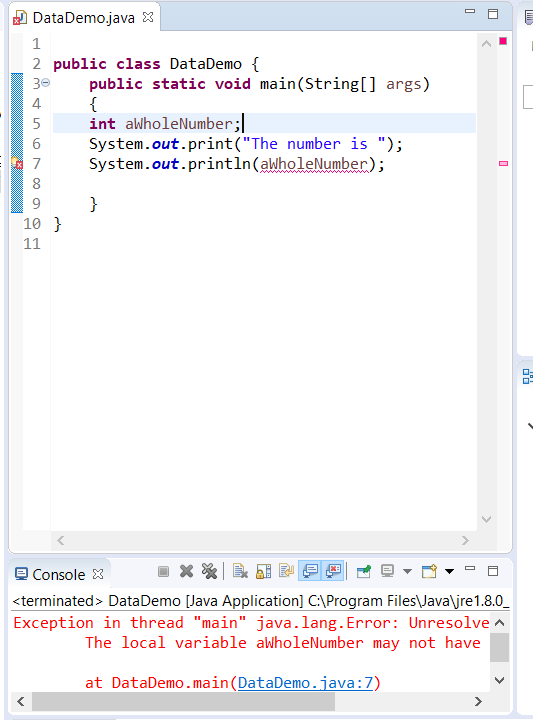 DataDemo.java
1
2 public class DataDemo {
3 public static void main(String[] args)
4 {
5 int aWholeNumber;
6 System.out.print("The number is ");
7 System.out.println(aWholeNumber);
8
9 }
10 }
11
Console
<terminated> DataDemo [Java Application] C:\Program Files\Java\jre1.8.0_
Exception in thread "main" java.lang.Error: Unresolve
The local variable aWholeNumber may not have
at DataDemo.main(DataDemo.java:7)